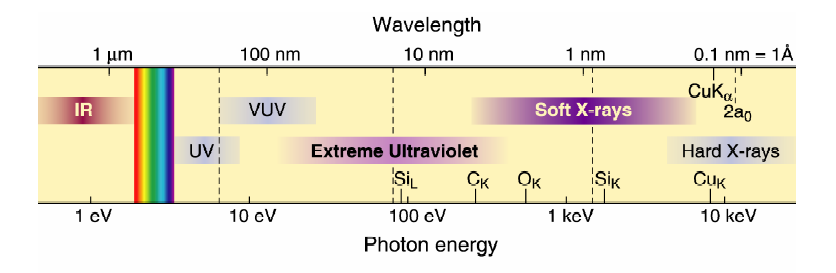 Wavelength
1 μm 100 nm 10 nm 1 nm 0.1 nm = 1Å
CuKα
2a0
IR VUV Soft X-rays
UV Extreme Ultraviolet Hard X-rays
SiL CK OK SiK CuK
1 eV 10 eV 100 eV 1 keV 10 keV
Photon energy